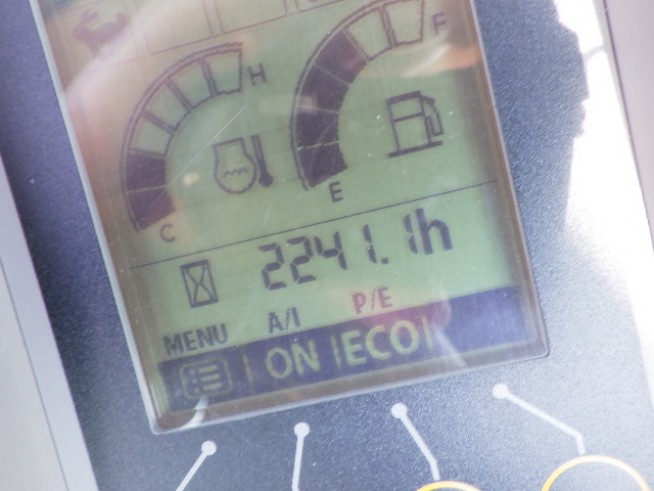 H
F
C
E
2241.1h
MENU A/I P/E
ON ECO